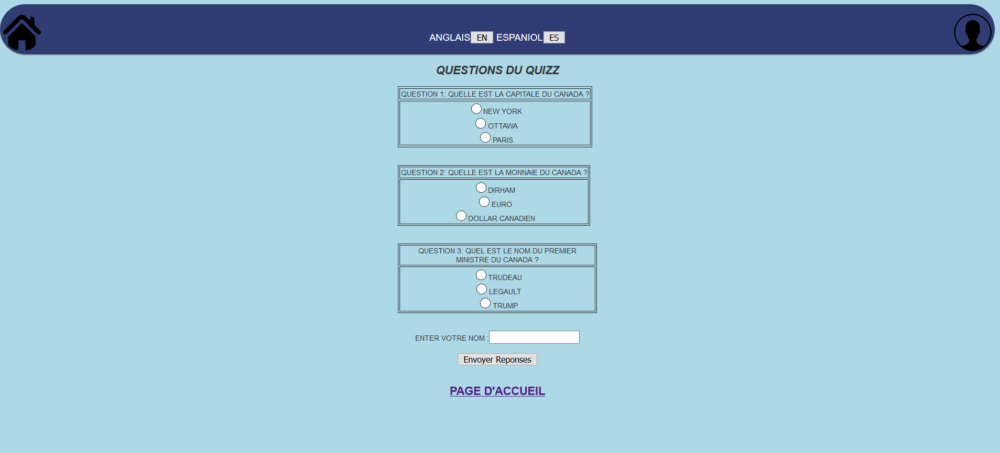 ANGLAIS EN ESPANIOL ES
QUESTIONS DU QUIZZ
QUESTION 1: QUELLE EST LA CAPITALE DU CANADA ?
NEW YORK
OTTAWA
PARIS
QUESTION 2: QUELLE EST LA MONNAIE DU CANADA ?
DIRHAM
EURO
DOLLAR CANADIEN
QUESTION 3: QUEL EST LE NOM DU PREMIER
MINISTRE DU CANADA ?
TRUDEAU
LEGAULT
TRUMP
ENTER VOTRE NOM :
Envoyer Reponses
PAGE D'ACCUEIL